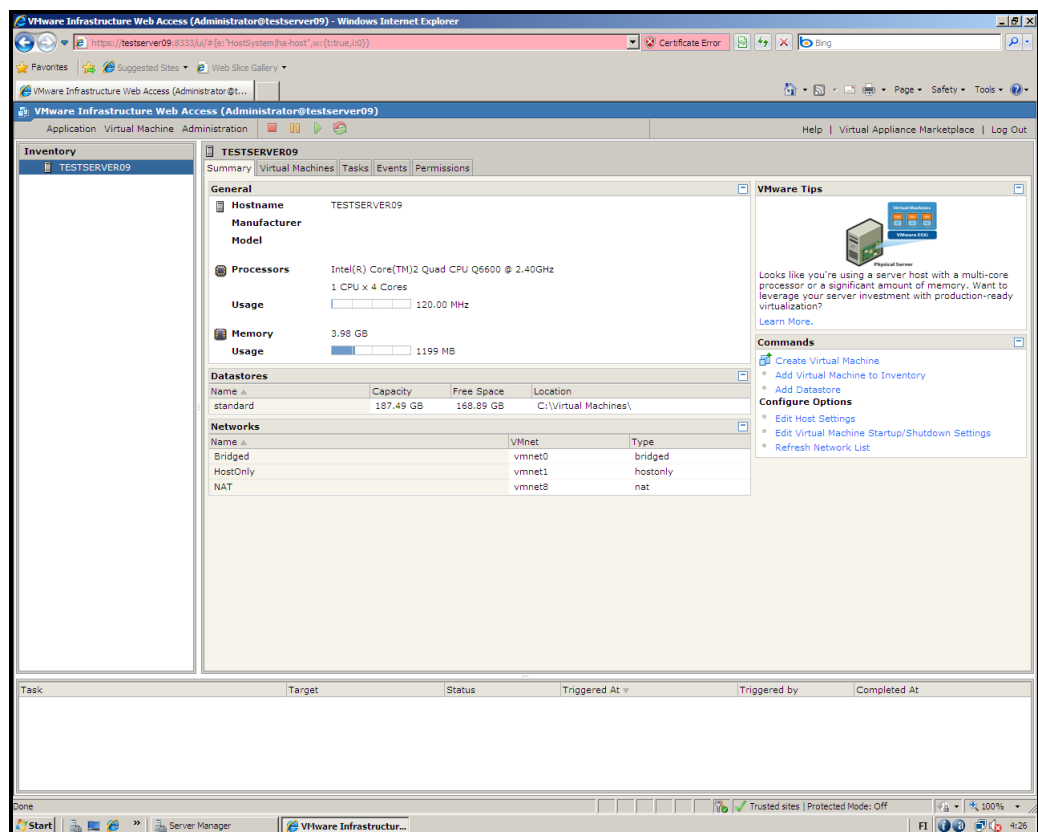 VMware Infrastructure Web Access (Administrator@testserver09) - Windows Internet Explorer
https://testserver09:8333/ui/#{e:"HostSystem|ha-host",w:{t:true,i:0}}
Certificate Error
Bing
Favorites Suggested Sites Web Slice Gallery
VMware Infrastructure Web Access (Administrator@t...
Page Safety Tools
VMware Infrastructure Web Access (Administrator@testserver09)
Application Virtual Machine Administration
Help | Virtual Appliance Marketplace | Log Out
Inventory
TESTSERVER09
TESTSERVER09
Summary Virtual Machines Tasks Events Permissions
General
Hostname TESTSERVER09
Manufacturer
Model
Processors Intel(R) Core(TM)2 Quad CPU Q6600 @ 2.40GHz
1 CPU x 4 Cores
Usage 120.00 MHz
Memory 3.98 GB
Usage 1199 MB
Datastores
Name Capacity Free Space Location
standard 187.49 GB 168.89 GB C:\Virtual Machines\
Networks
Name VMnet Type
Bridged vmnet0 bridged
HostOnly vmnet1 hostonly
NAT vmnet8 nat
VMware Tips
Virtual Machines
VMware ESXi
Physical Server
Looks like you're using a server host with a multi-core
processor or a significant amount of memory. Want to
leverage your server investment with production-ready
virtualization?
Learn More.
Commands
Create Virtual Machine
Add Virtual Machine to Inventory
Add Datastore
Configure Options
Edit Host Settings
Edit Virtual Machine Startup/Shutdown Settings
Refresh Network List
Task Target Status Triggered At Triggered by Completed At
Done
Trusted sites | Protected Mode: Off
100%
Start
Server Manager
VMware Infrastructur...
FI
4:26